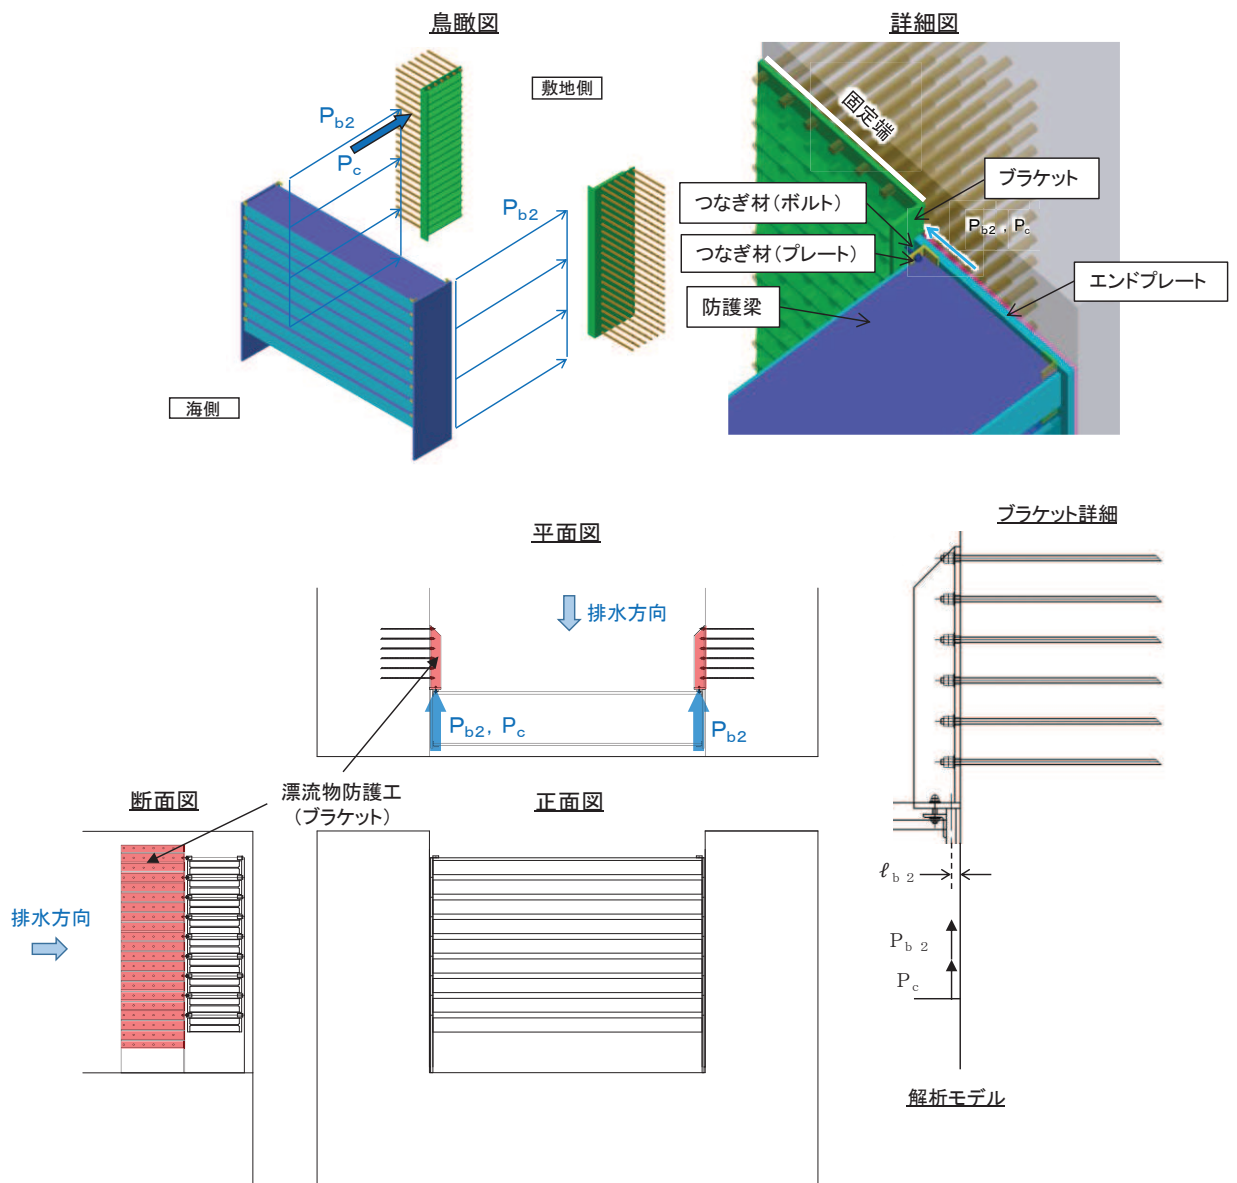 鳥瞰図
敷地側
Pb2
Pc
Pb2
海側
詳細図
固定端
ブラケット
つなぎ材(ボルト)
Pb2 , Pc
つなぎ材(プレート)
エンドプレート
防護梁
平面図
排水方向
Pb2, Pc
Pb2
漂流物防護工
(ブラケット)
断面図
排水方向
正面図
ブラケット詳細
ℓb2
Pb2
Pc
解析モデル